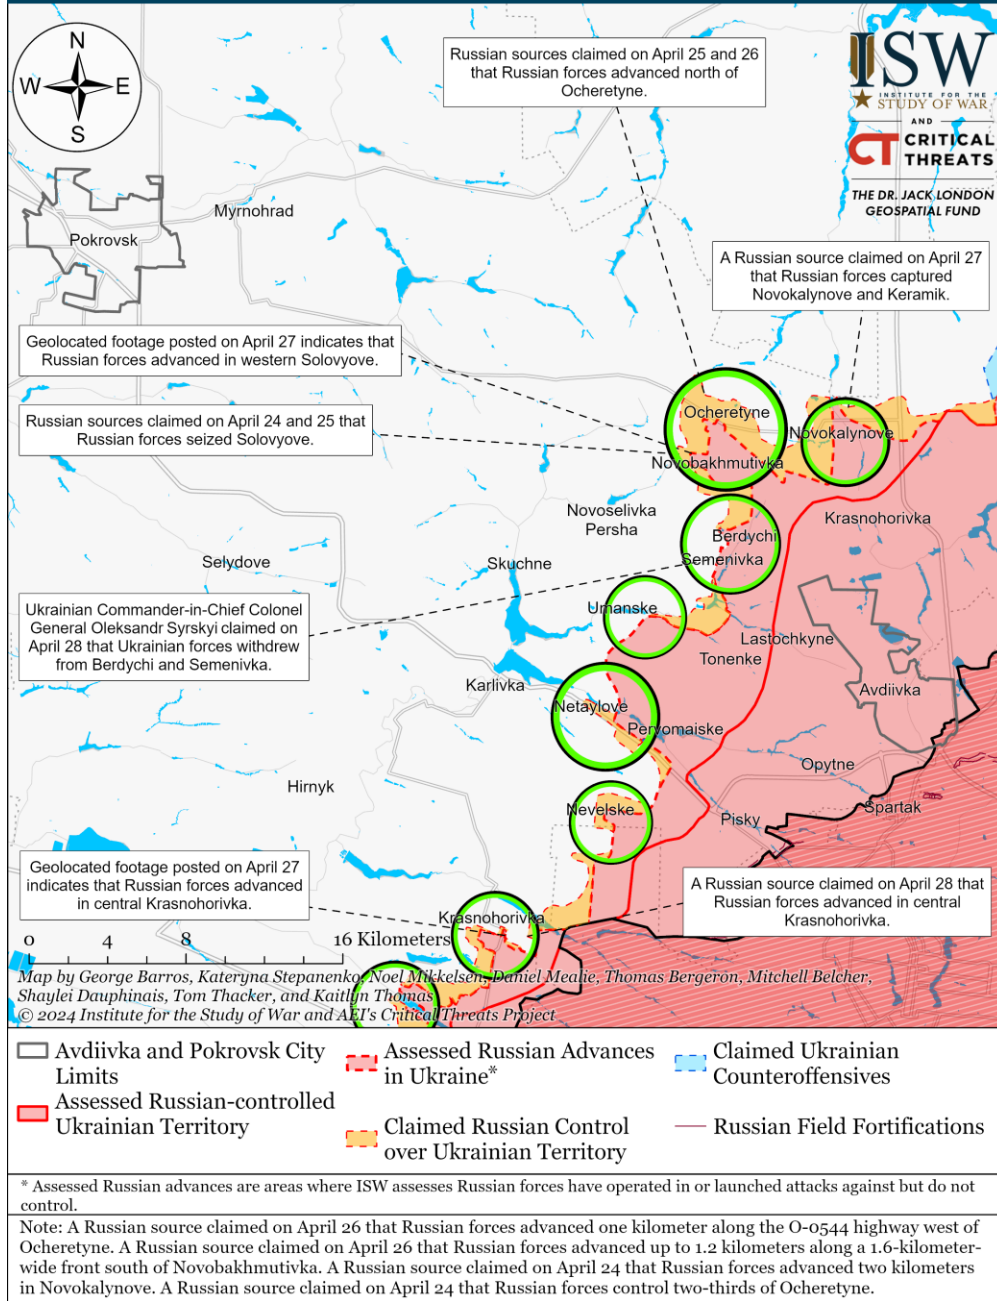 N
W E
S
Russian sources claimed on April 25 and 26
that Russian forces advanced north of
Ocheretyne.
ISW
INSTITUTE FOR THE
STUDY OF WAR
AND
CT CRITICAL
THREATS
THE DR. JACK LONDON
GEOSPATIAL FUND
Myrnohrad
Pokrovsk
A Russian source claimed on April 27
that Russian forces captured
Novokalynove and Keramik.
Geolocated footage posted on April 27 indicates that
Russian forces advanced in western Solovyove.
Russian sources claimed on April 24 and 25 that
Russian forces seized Solovyove.
Ocheretyne
Novokalynove
Novobakhmutivka
Novoselivka
Persha
Krasnohorivka
Berdychi
Semenivka
Skuchne
Selydove
Ukrainian Commander-in-Chief Colonel
General Oleksandr Syrskyi claimed on
April 28 that Ukrainian forces withdrew
from Berdychi and Semenivka.
Umanske
Lastochkyne
Tonenke
Karlivka
Avdiivka
Netaylove
Pervomaiske
Opytne
Hirnyk
Nevelske
Pisky
Spartak
Geolocated footage posted on April 27
indicates that Russian forces advanced
in central Krasnohorivka.
A Russian source claimed on April 28 that
Russian forces advanced in central
Krasnohorivka.
Krasnohorivka
0 4 8 16 Kilometers
Map by George Barros, Kateryna Stepanenko, Noel Mikkelsen, Daniel Mealie, Thomas Bergeron, Mitchell Belcher,
Shaylei Dauphinais, Tom Thacker, and Kaitlyn Thomas
© 2024 Institute for the Study of War and AEI's Critical Threats Project
Avdiivka and Pokrovsk City
Limits
Assessed Russian-controlled
Ukrainian Territory
Assessed Russian Advances
in Ukraine*
Claimed Russian Control
over Ukrainian Territory
Claimed Ukrainian
Counteroffensives
Russian Field Fortifications
* Assessed Russian advances are areas where ISW assesses Russian forces have operated in or launched attacks against but do not
control.
Note: A Russian source claimed on April 26 that Russian forces advanced one kilometer along the O-0544 highway west of
Ocheretyne. A Russian source claimed on April 26 that Russian forces advanced up to 1.2 kilometers along a 1.6-kilometer-
wide front south of Novobakhmutivka. A Russian source claimed on April 24 that Russian forces advanced two kilometers
in Novokalynove. A Russian source claimed on April 24 that Russian forces control two-thirds of Ocheretyne.